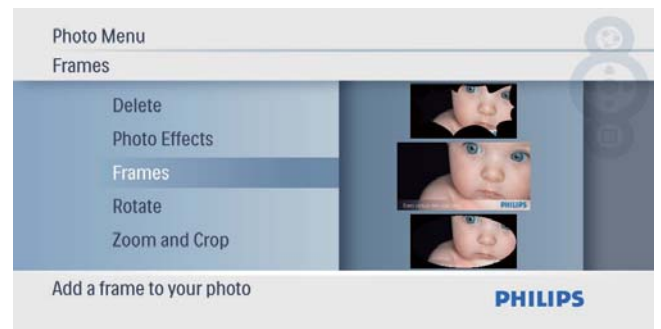 Photo Menu
Frames
Delete
Photo Effects
Frames
Rotate
Zoom and Crop
PHILIPS
Add a frame to your photo
PHILIPS